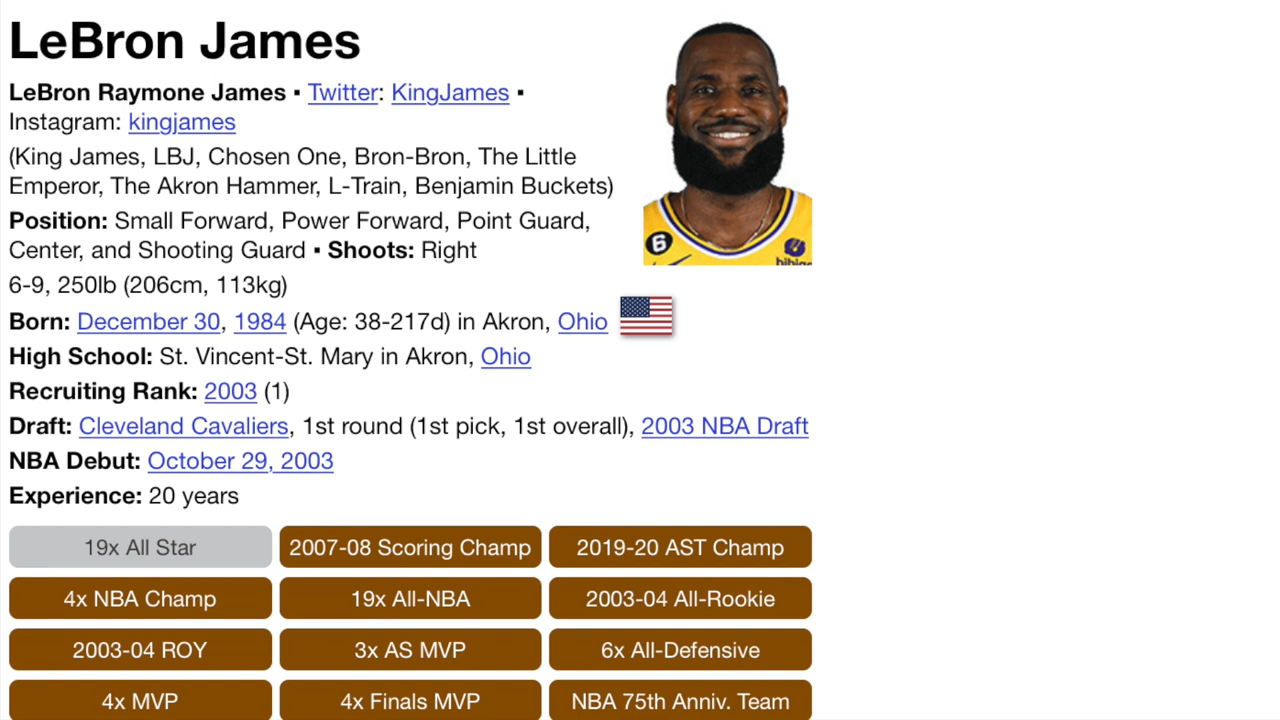 LeBron James
LeBron Raymone James ▪ Twitter: KingJames ▪
Instagram: kingjames
(King James, LBJ, Chosen One, Bron-Bron, The Little
Emperor, The Akron Hammer, L-Train, Benjamin Buckets)
Position: Small Forward, Power Forward, Point Guard,
Center, and Shooting Guard ▪ Shoots: Right
6
6-9, 250lb (206cm, 113kg)
Born: December 30, 1984 (Age: 38-217d) in Akron, Ohio
High School: St. Vincent-St. Mary in Akron, Ohio
Recruiting Rank: 2003 (1)
Draft: Cleveland Cavaliers, 1st round (1st pick, 1st overall), 2003 NBA Draft
NBA Debut: October 29, 2003
Experience: 20 years
19x All Star 2007-08 Scoring Champ 2019-20 AST Champ
4x NBA Champ 19x All-NBA 2003-04 All-Rookie
2003-04 ROY 3x AS MVP 6x All-Defensive
4x MVP 4x Finals MVP NBA 75th Anniv. Team